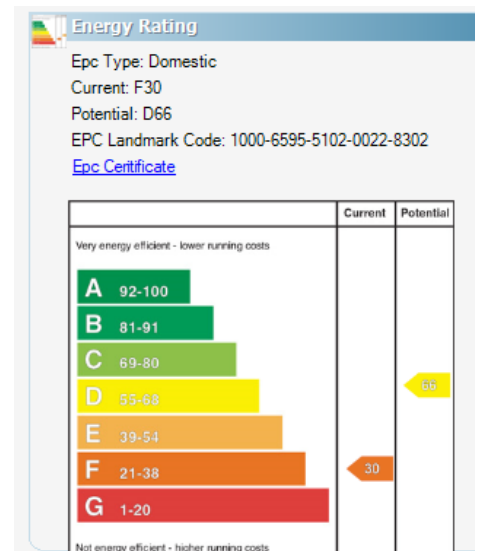 Energy Rating
Epc Type: Domestic
Current: F30
Potential: D66
EPC Landmark Code: 1000-6595-5102-0022-8302
Epc Ceritificate
Current Potential
Very energy efficient - lower running costs
A 92-100
B 81-91
C 69-80
D 55-68
66
E 39-54
F 21-38
30
G 1-20
Not energy efficient - higher running costs